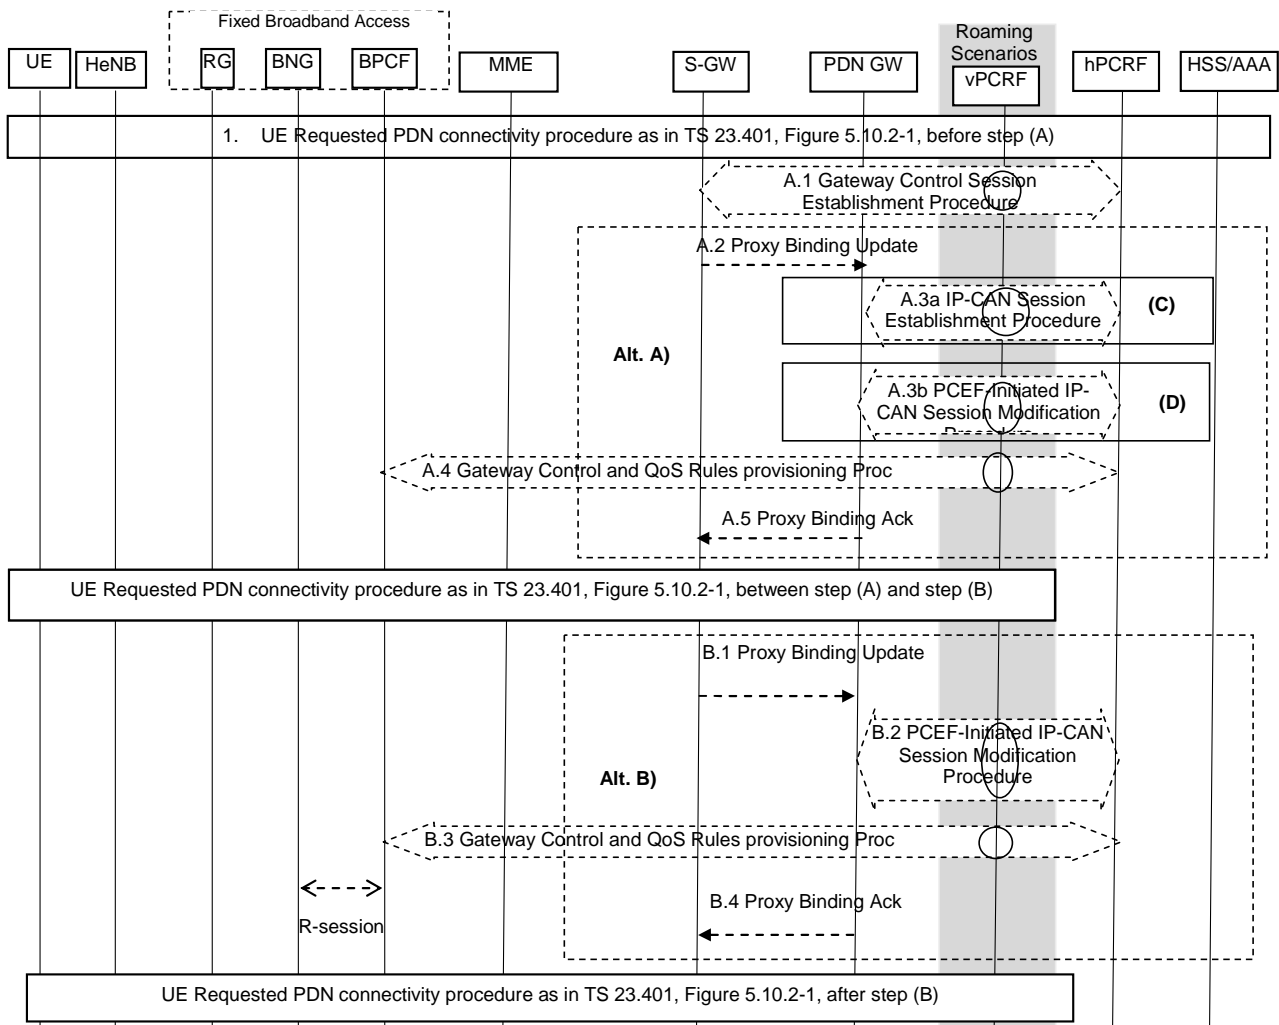 Fixed Broadband Access
Roaming
Scenarios
UE
HeNB
RG
BNG
BPCF
MME
S-GW
PDN GW
vPCRF
hPCRF
HSS/AAA
1. UE Requested PDN connectivity procedure as in TS 23.401, Figure 5.10.2-1, before step (A)
A.1 Gateway Control Session
Establishment Procedure
A.2 Proxy Binding Update
A.3a IP-CAN Session
Establishment Procedure
(C)
Alt. A)
A.3b PCEF-Initiated IP-
CAN Session Modification
(D)
A.4 Gateway Control and QoS Rules provisioning Proc
A.5 Proxy Binding Ack
UE Requested PDN connectivity procedure as in TS 23.401, Figure 5.10.2-1, between step (A) and step (B)
B.1 Proxy Binding Update
B.2 PCEF-Initiated IP-CAN
Session Modification
Procedure
Alt. B)
B.3 Gateway Control and QoS Rules provisioning Proc
B.4 Proxy Binding Ack
R-session
UE Requested PDN connectivity procedure as in TS 23.401, Figure 5.10.2-1, after step (B)